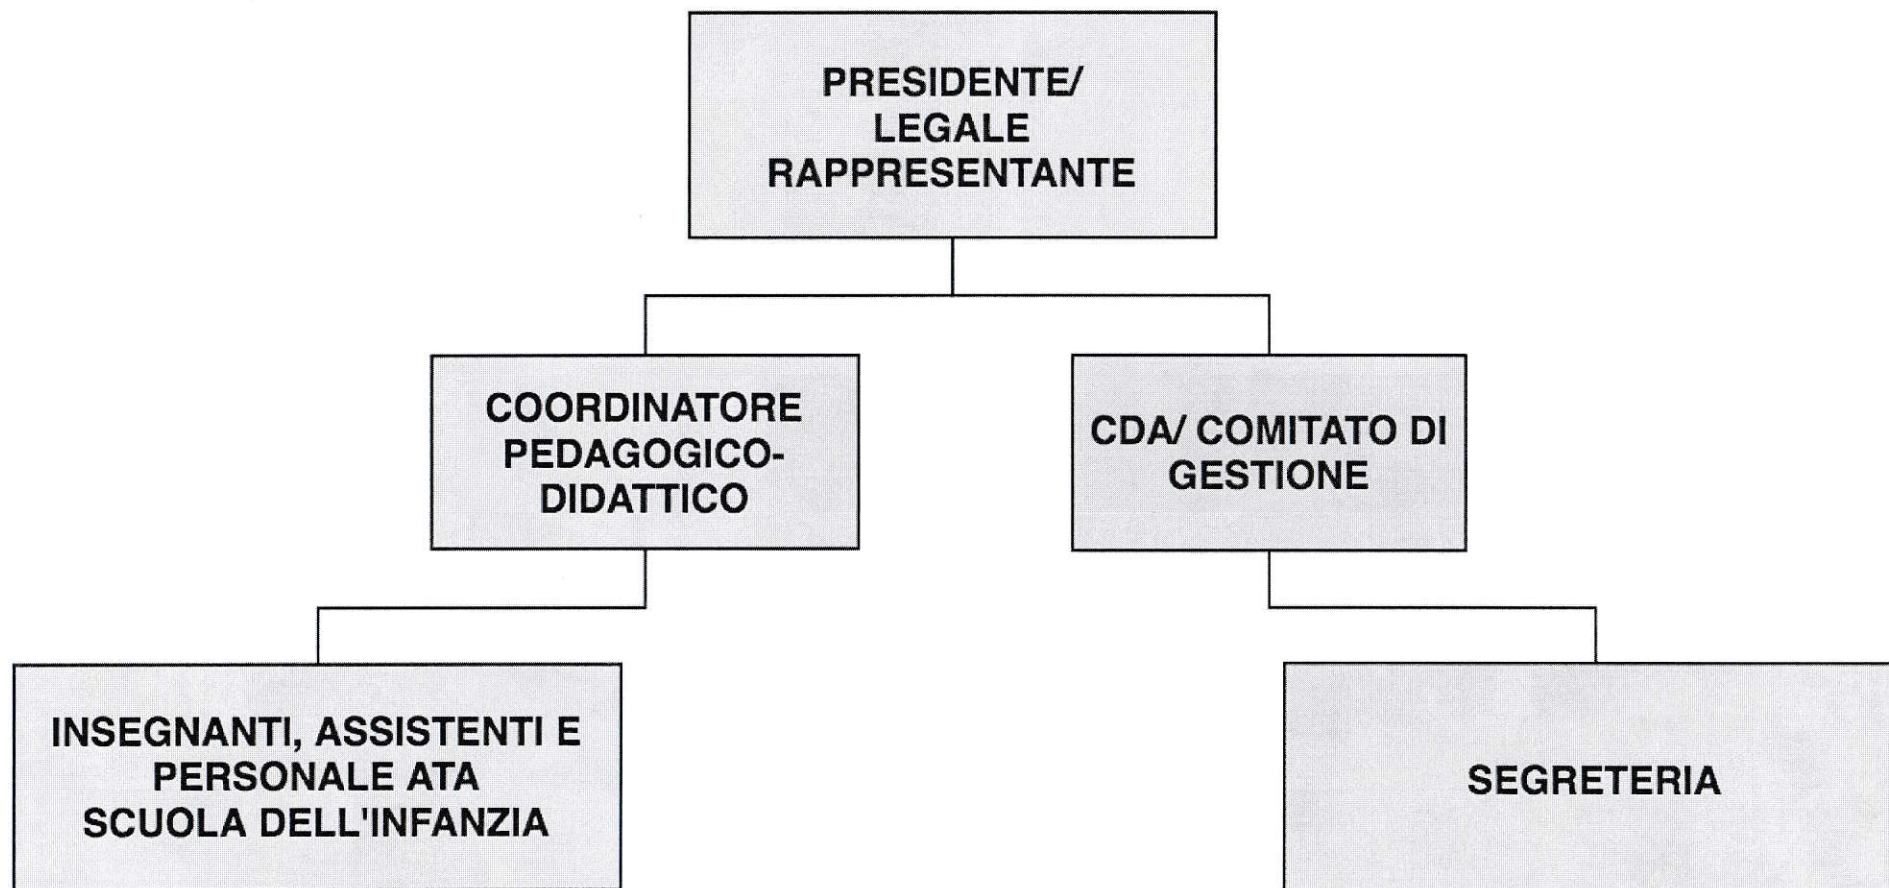 PRESIDENTE/
LEGALE
RAPPRESENTANTE
COORDINATORE
PEDAGOGICO-
DIDATTICO
CDA/ COMITATO DI
GESTIONE
INSEGNANTI, ASSISTENTI E
PERSONALE ATA
SCUOLA DELL'INFANZIA
SEGRETERIA